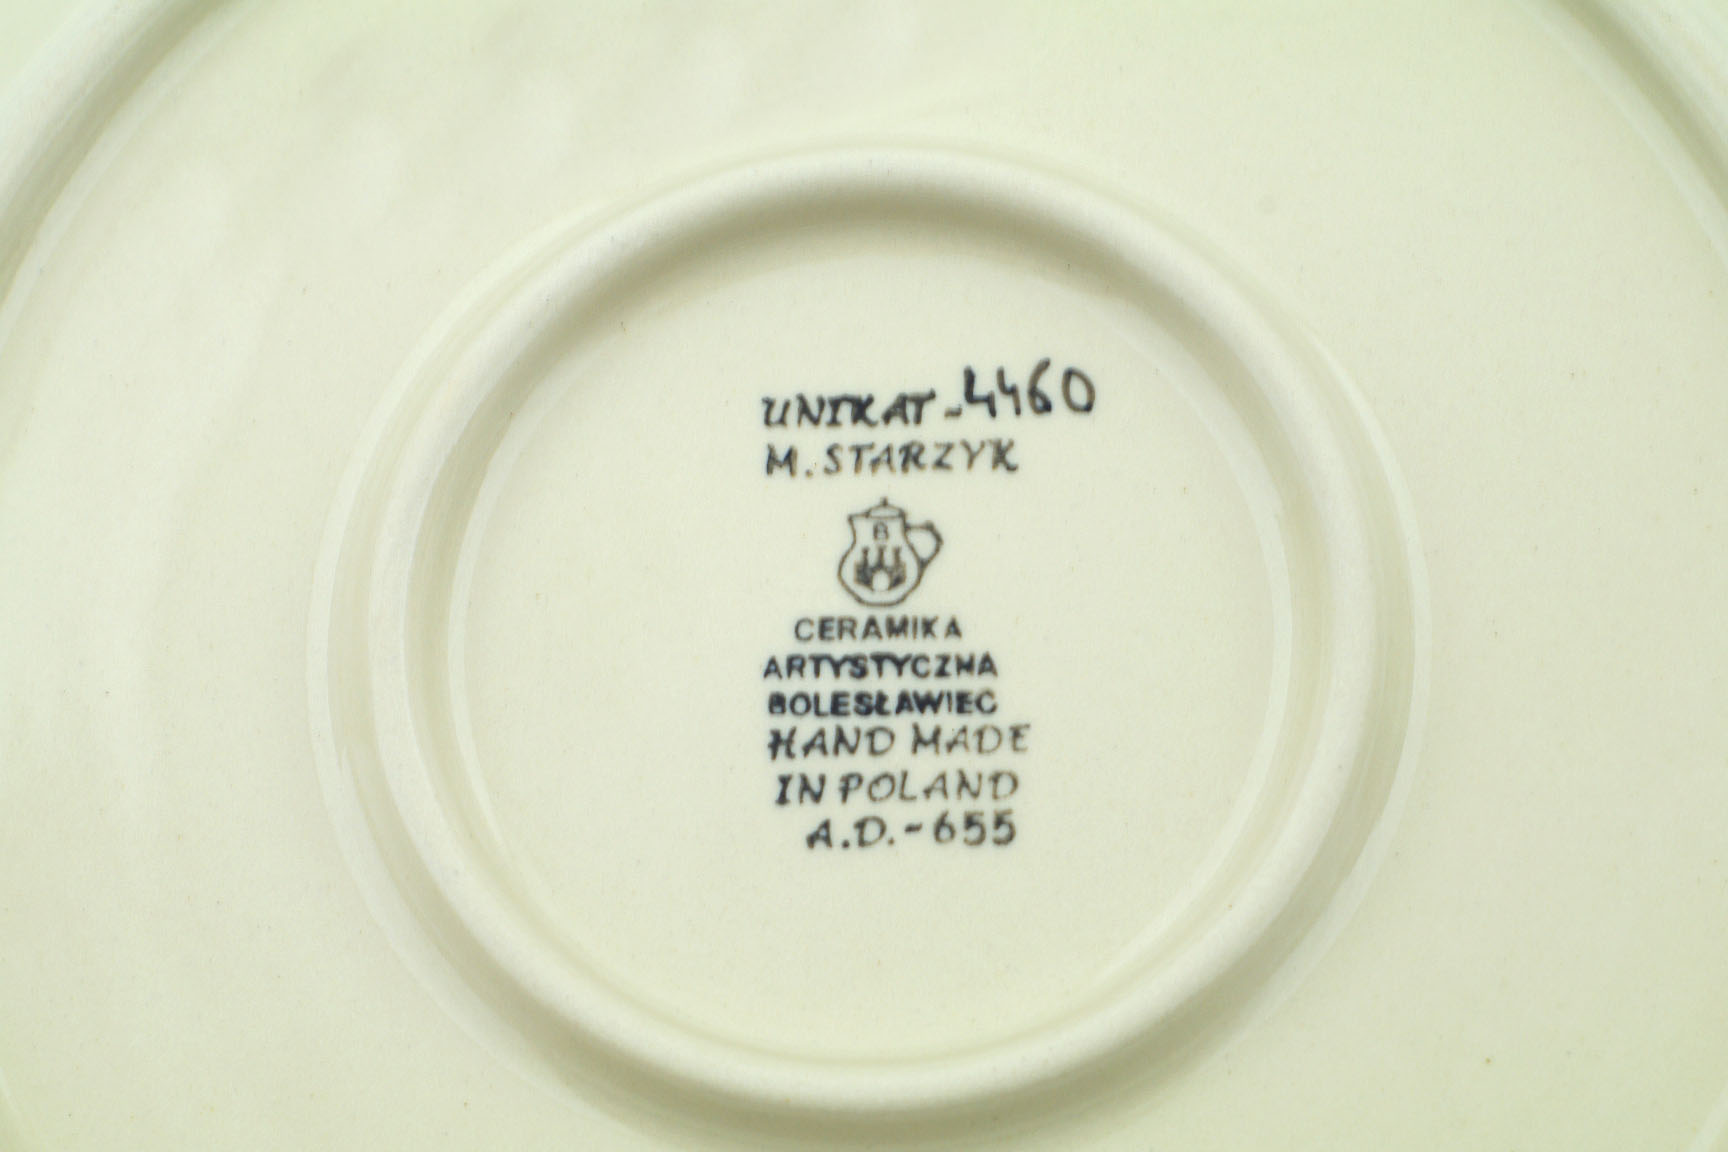 UNIKAT-4460
M.STARZYK
B
CERAMIKA
ARTYSTYCZNA
BOLESŁAWIEC
HAND MADE
IN POLAND
A.D.-655